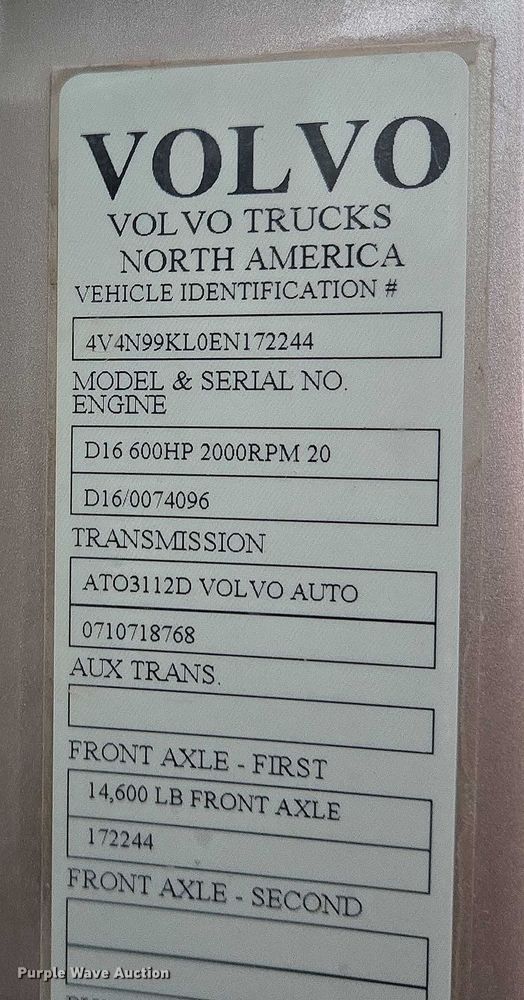 VOLVO
VOLVO TRUCKS
NORTH AMERICA
VEHICLE IDENTIFICATION #
4V4N99KL0EN172244
MODEL & SERIAL NO.
ENGINE
D16 600HP 2000RPM 20
D16/0074096
TRANSMISSION
ATO3112D VOLVO AUTO
0710718768
AUX TRANS.
FRONT AXLE - FIRST
14,600 LB FRONT AXLE
172244
FRONT AXLE - SECOND
Purple Wave Auction